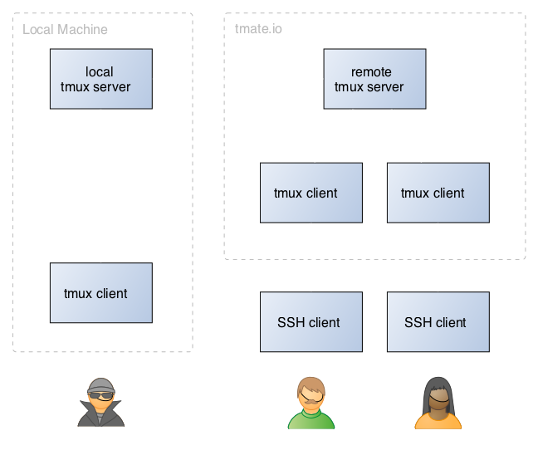 Local Machine
tmate.io
local
tmux server
remote
tmux server
tmux client
tmux client
tmux client
SSH client
SSH client